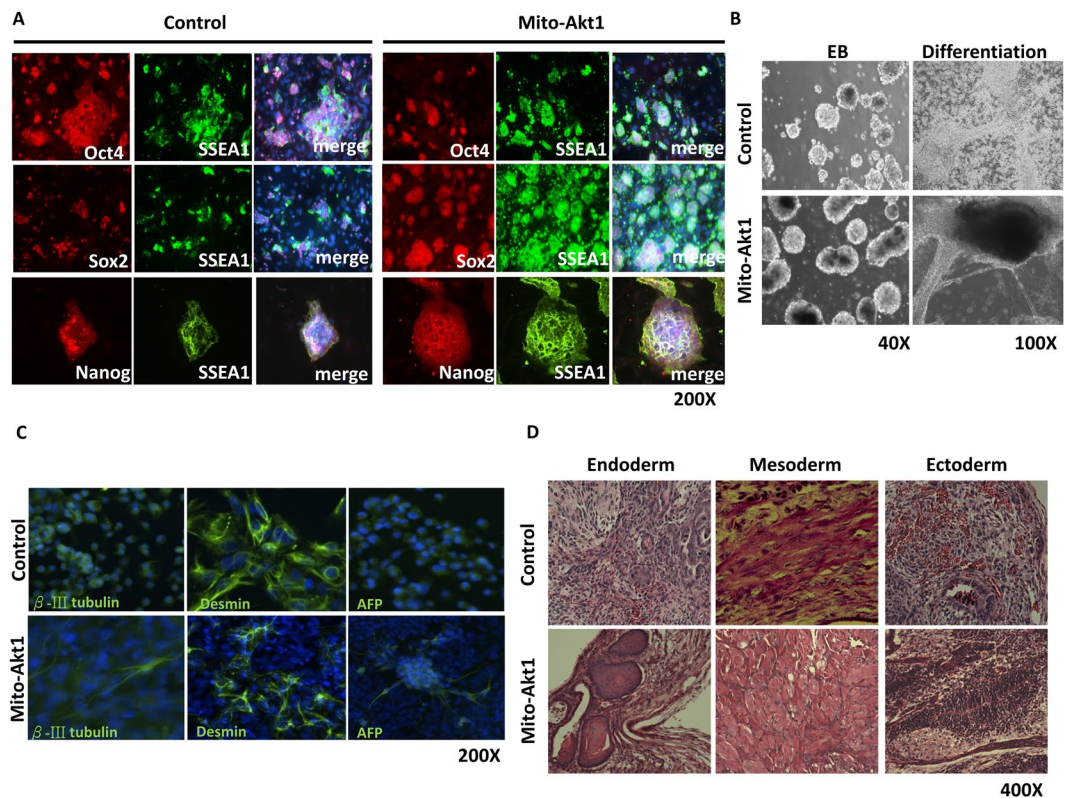 A
Control
Mito-Akt1
Oct4
SSEA1
merge
Oct4
SSEA1
merge
Sox2
SSEA1
merge
Sox2
SSEA1
merge
Nanog
SSEA1
merge
Nanog
SSEA1
merge
200X
B
EB
Differentiation
Control
Mito-Akt1
40X
100X
C
Control
β-III tubulin
Desmin
AFP
Mito-Akt1
β-III tubulin
Desmin
AFP
200X
D
Endoderm
Mesoderm
Ectoderm
Control
Mito-Akt1
400X